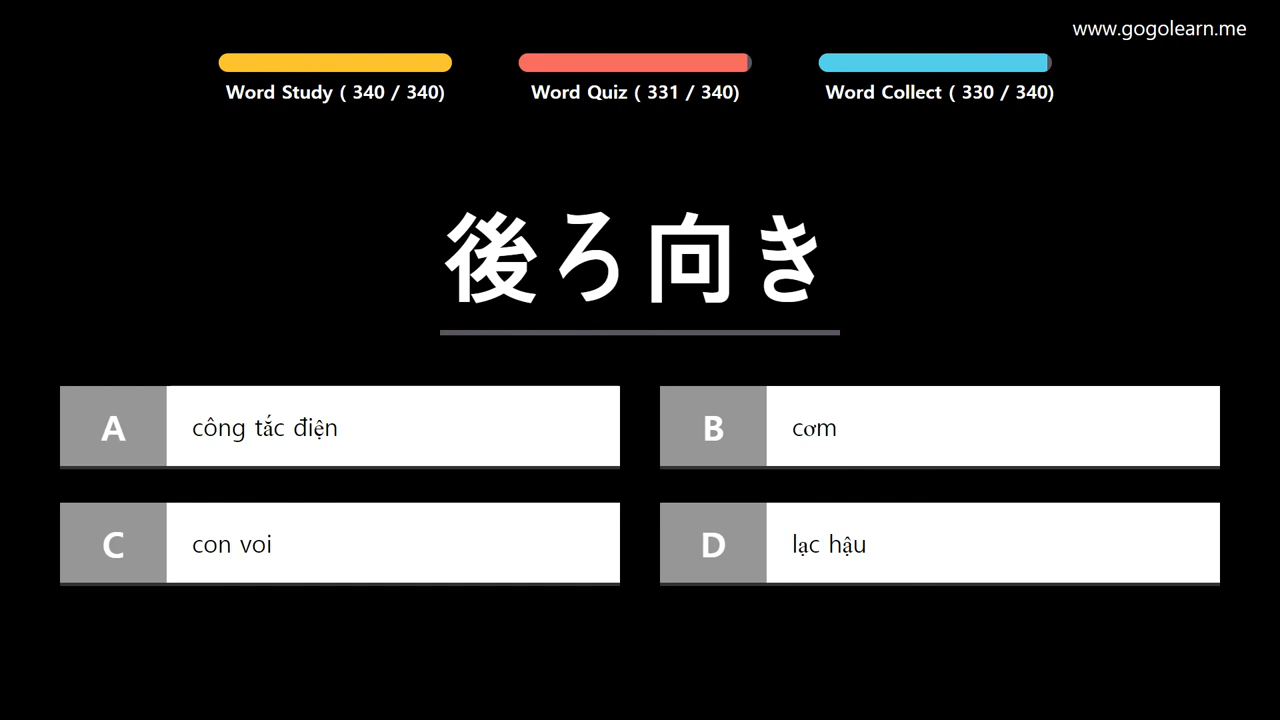 www.gogolearn.me
Word Study ( 340 / 340)
Word Quiz ( 331 / 340)
Word Collect ( 330 / 340)
後ろ向き
A công tắc điện
B cơm
C con voi
D lạc hậu